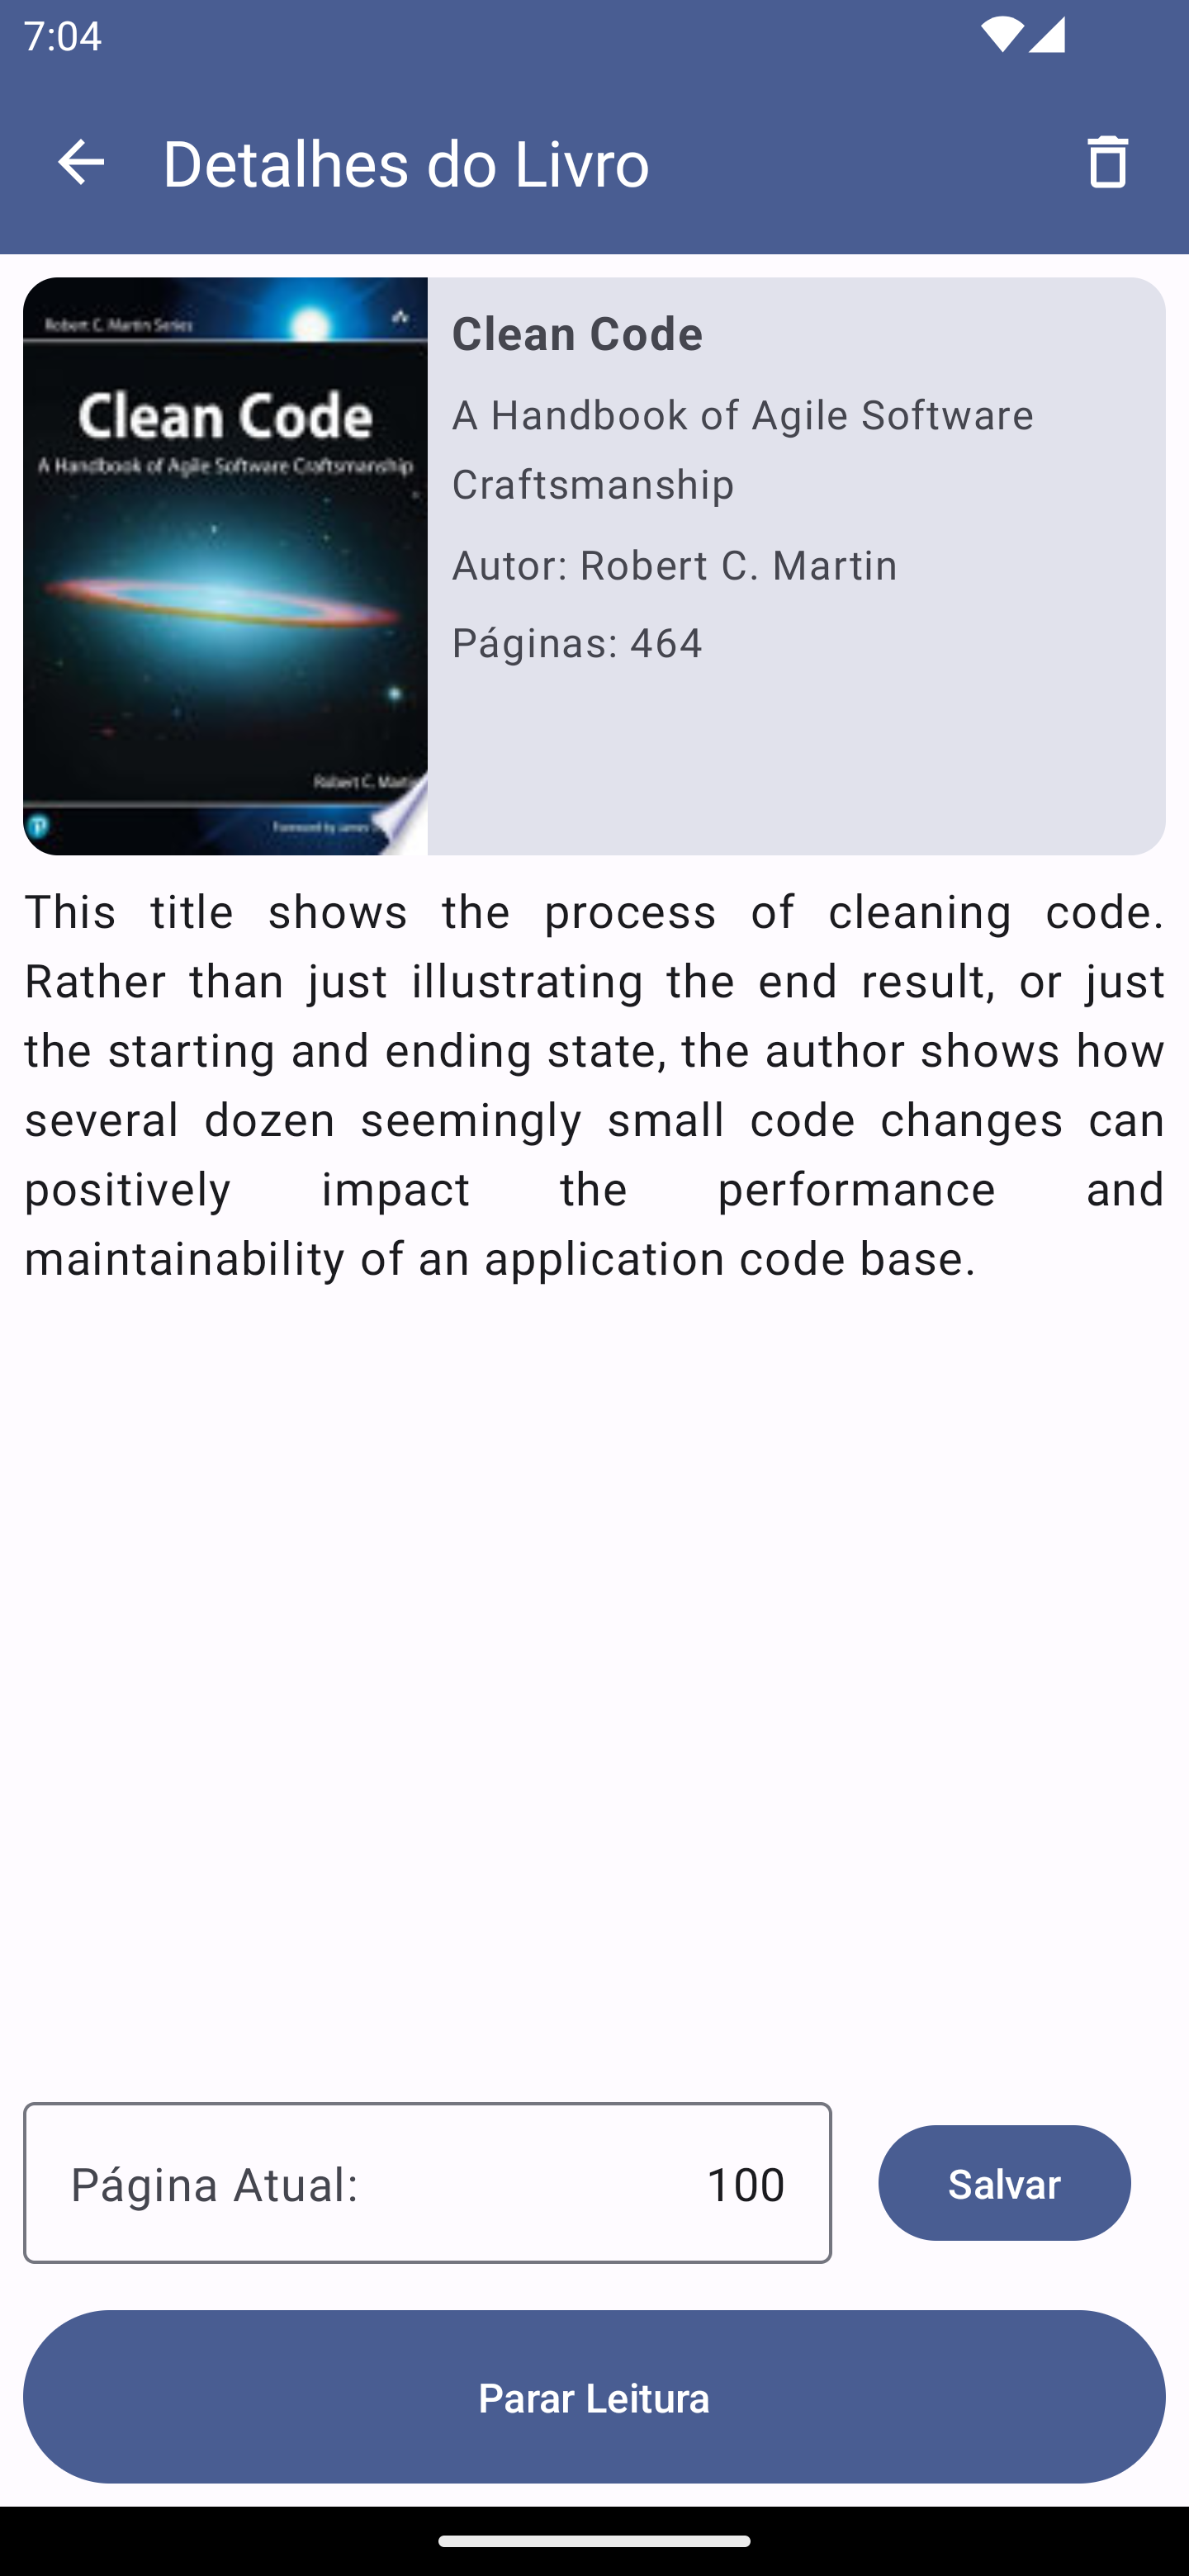 7:04
Detalhes do Livro
Robert C. Martin Series
Clean Code
A Handbook of Agile Software Craftsmanship
Robert C. Martin
Foreword by James
Clean Code
A Handbook of Agile Software
Craftsmanship
Autor: Robert C. Martin
Páginas: 464
This title shows the process of cleaning code.
Rather than just illustrating the end result, or just
the starting and ending state, the author shows how
several dozen seemingly small code changes can
positively impact the performance and
maintainability of an application code base.
Página Atual: 100
Salvar
Parar Leitura